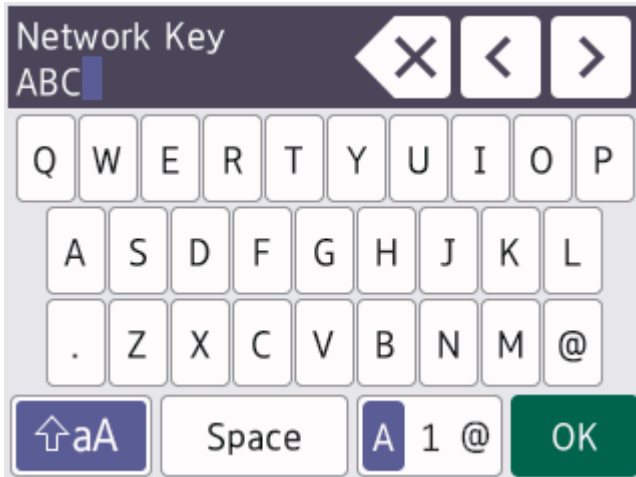 Network Key
ABC
Q W E R T Y U I O P
A S D F G H J K L
. Z X C V B N M @
aA Space A 1 @ OK